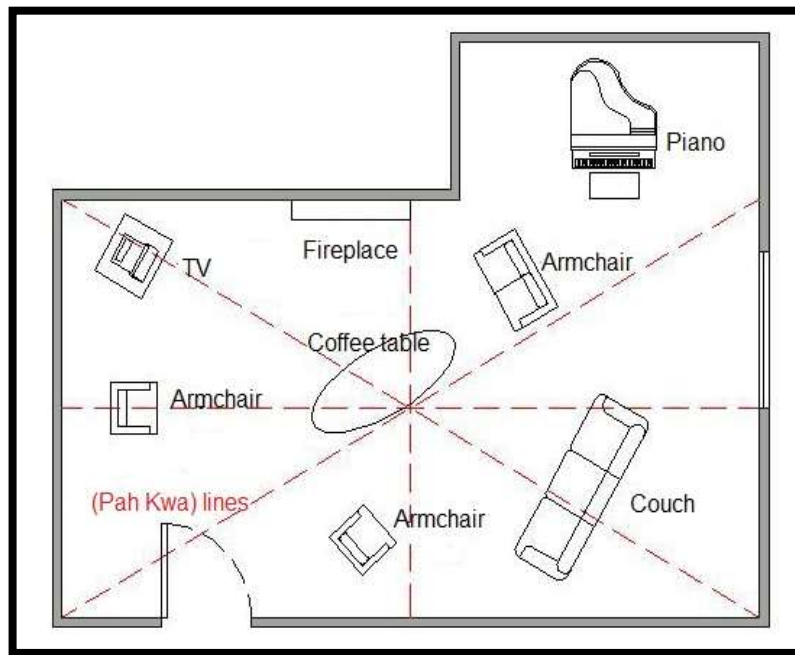 Piano
Fireplace
Armchair
TV
Coffee table
Armchair
(Pah Kwa) lines
Couch
Armchair